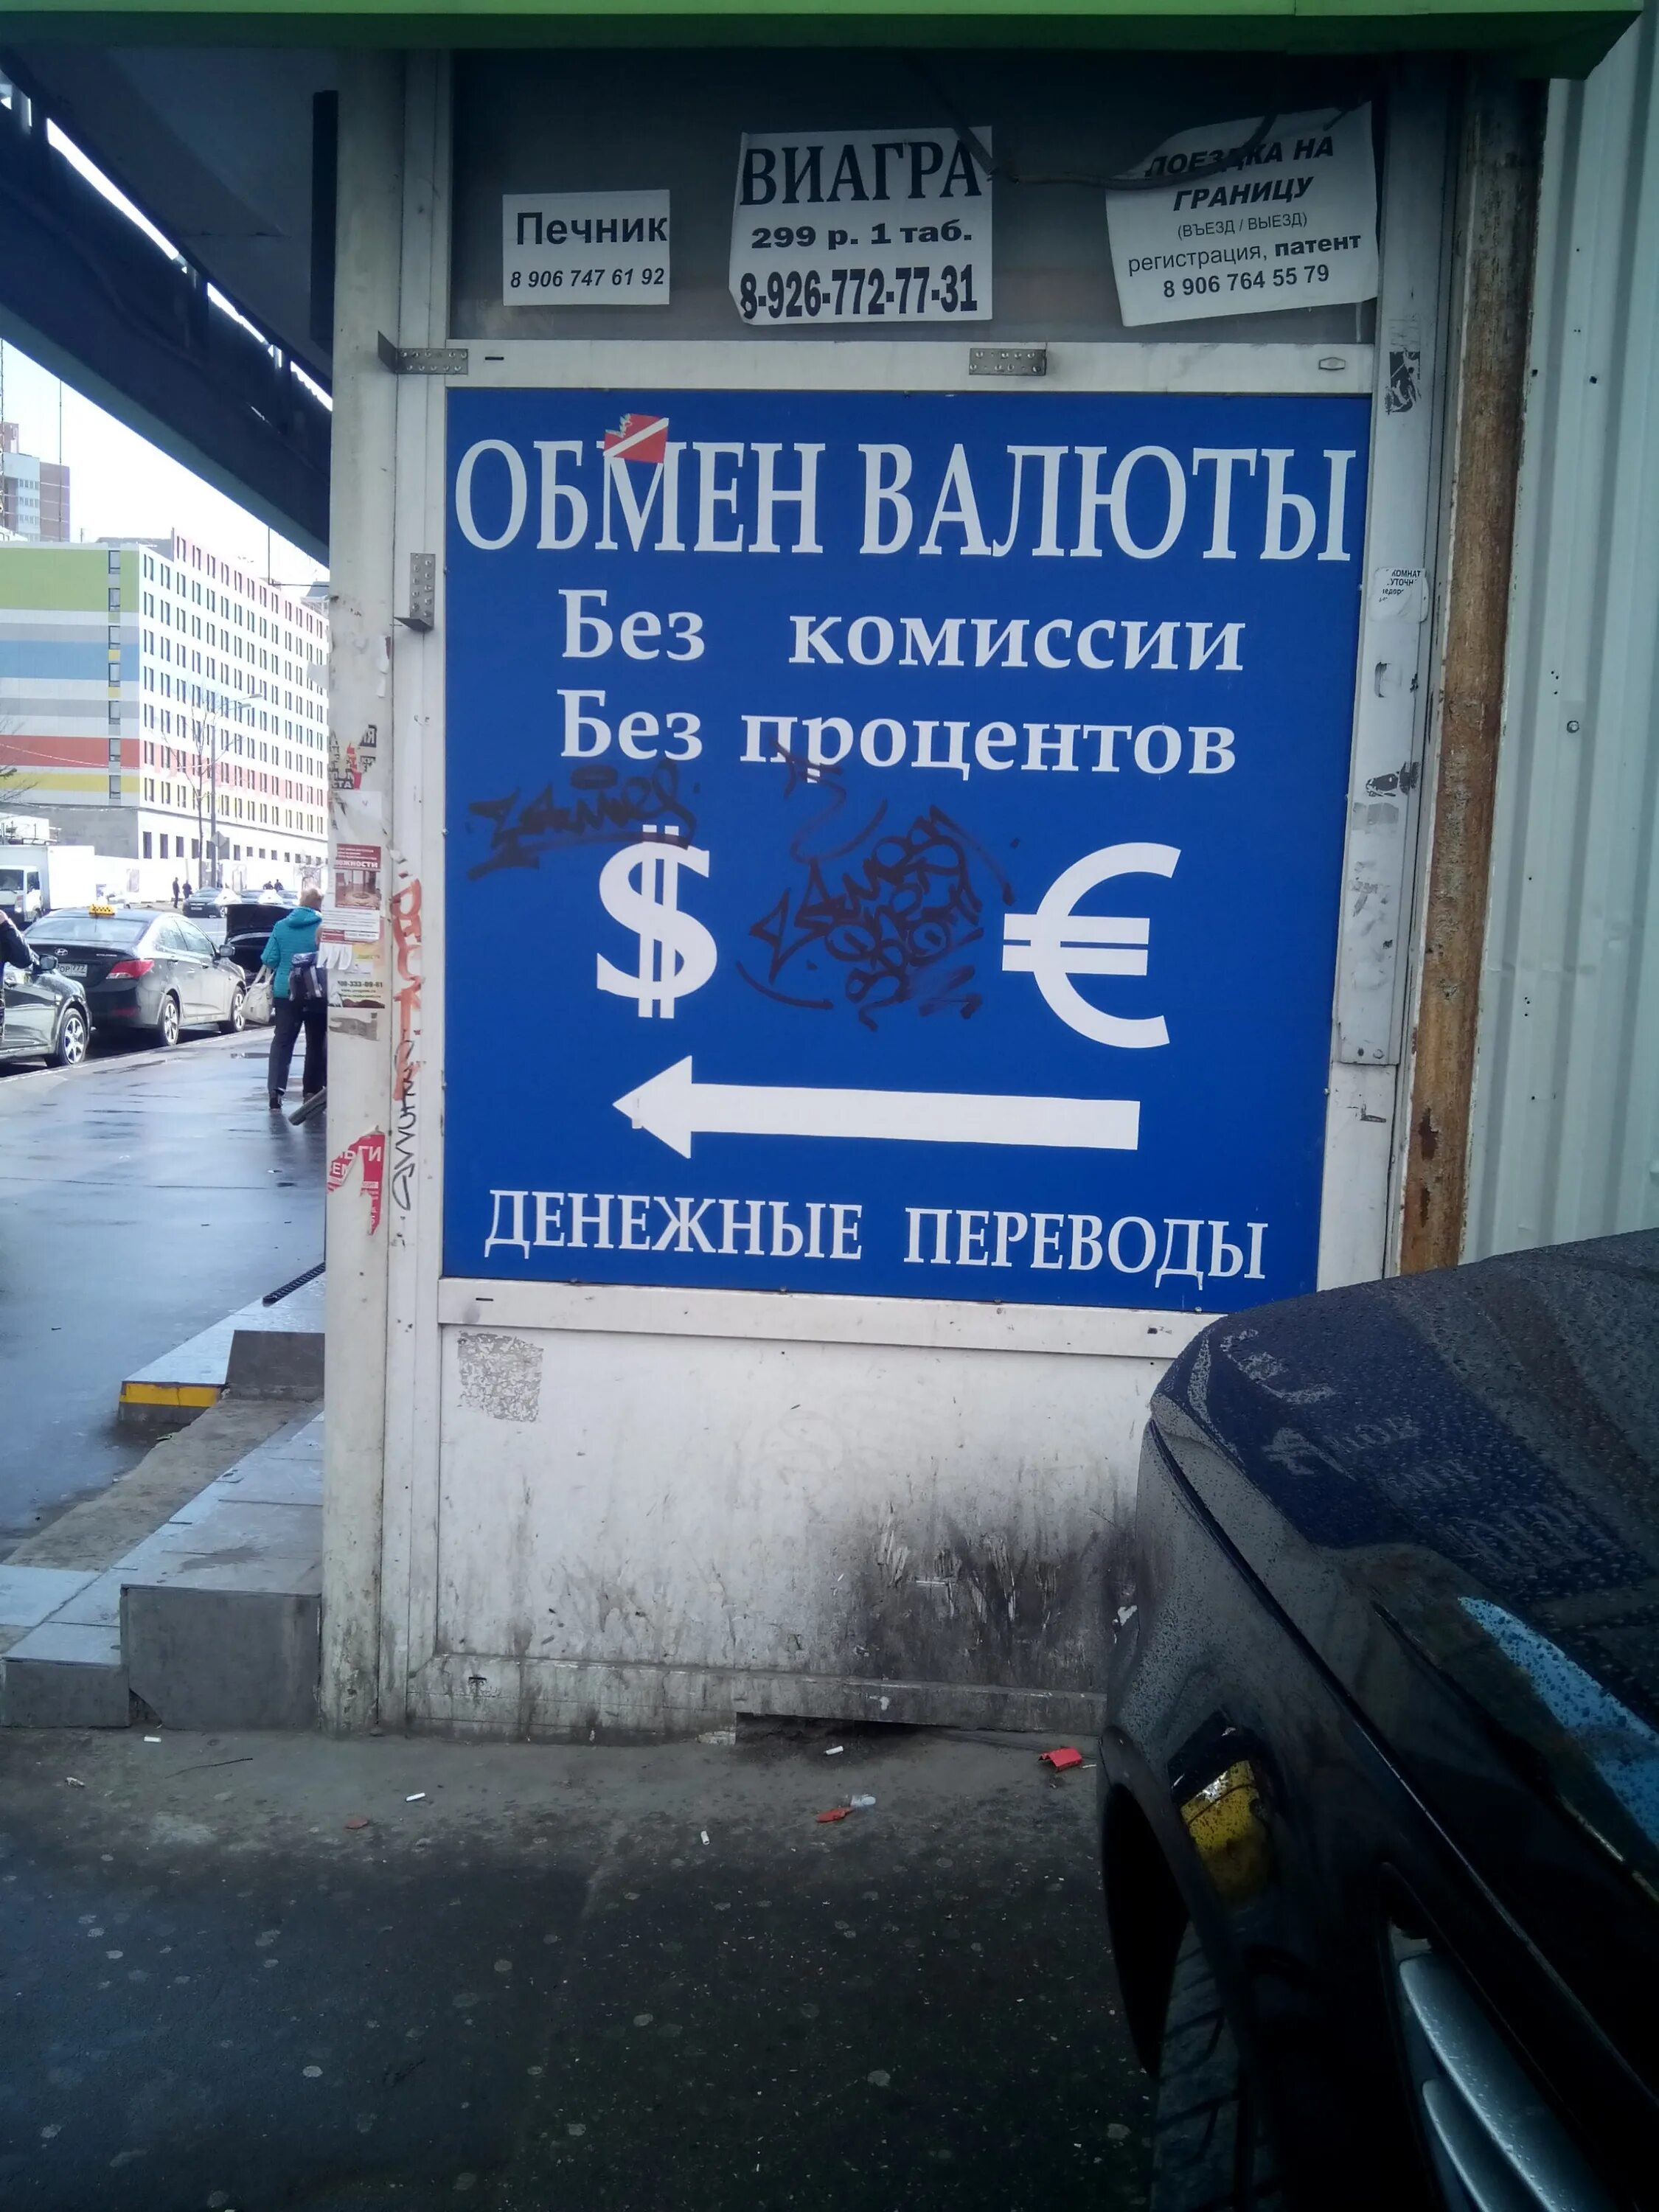 Печник
8 906 747 61 92
ВИАГРА
299 р. 1 таб.
8-926-772-77-31
ПОЕЗДКА НА
ГРАНИЦУ
(ВЪЕЗД / ВЫЕЗД)
регистрация, патент
8 906 764 55 79
ОБМЕН ВАЛЮТЫ
Без комиссии
Без процентов
$ €
ДЕНЕЖНЫЕ ПЕРЕВОДЫ